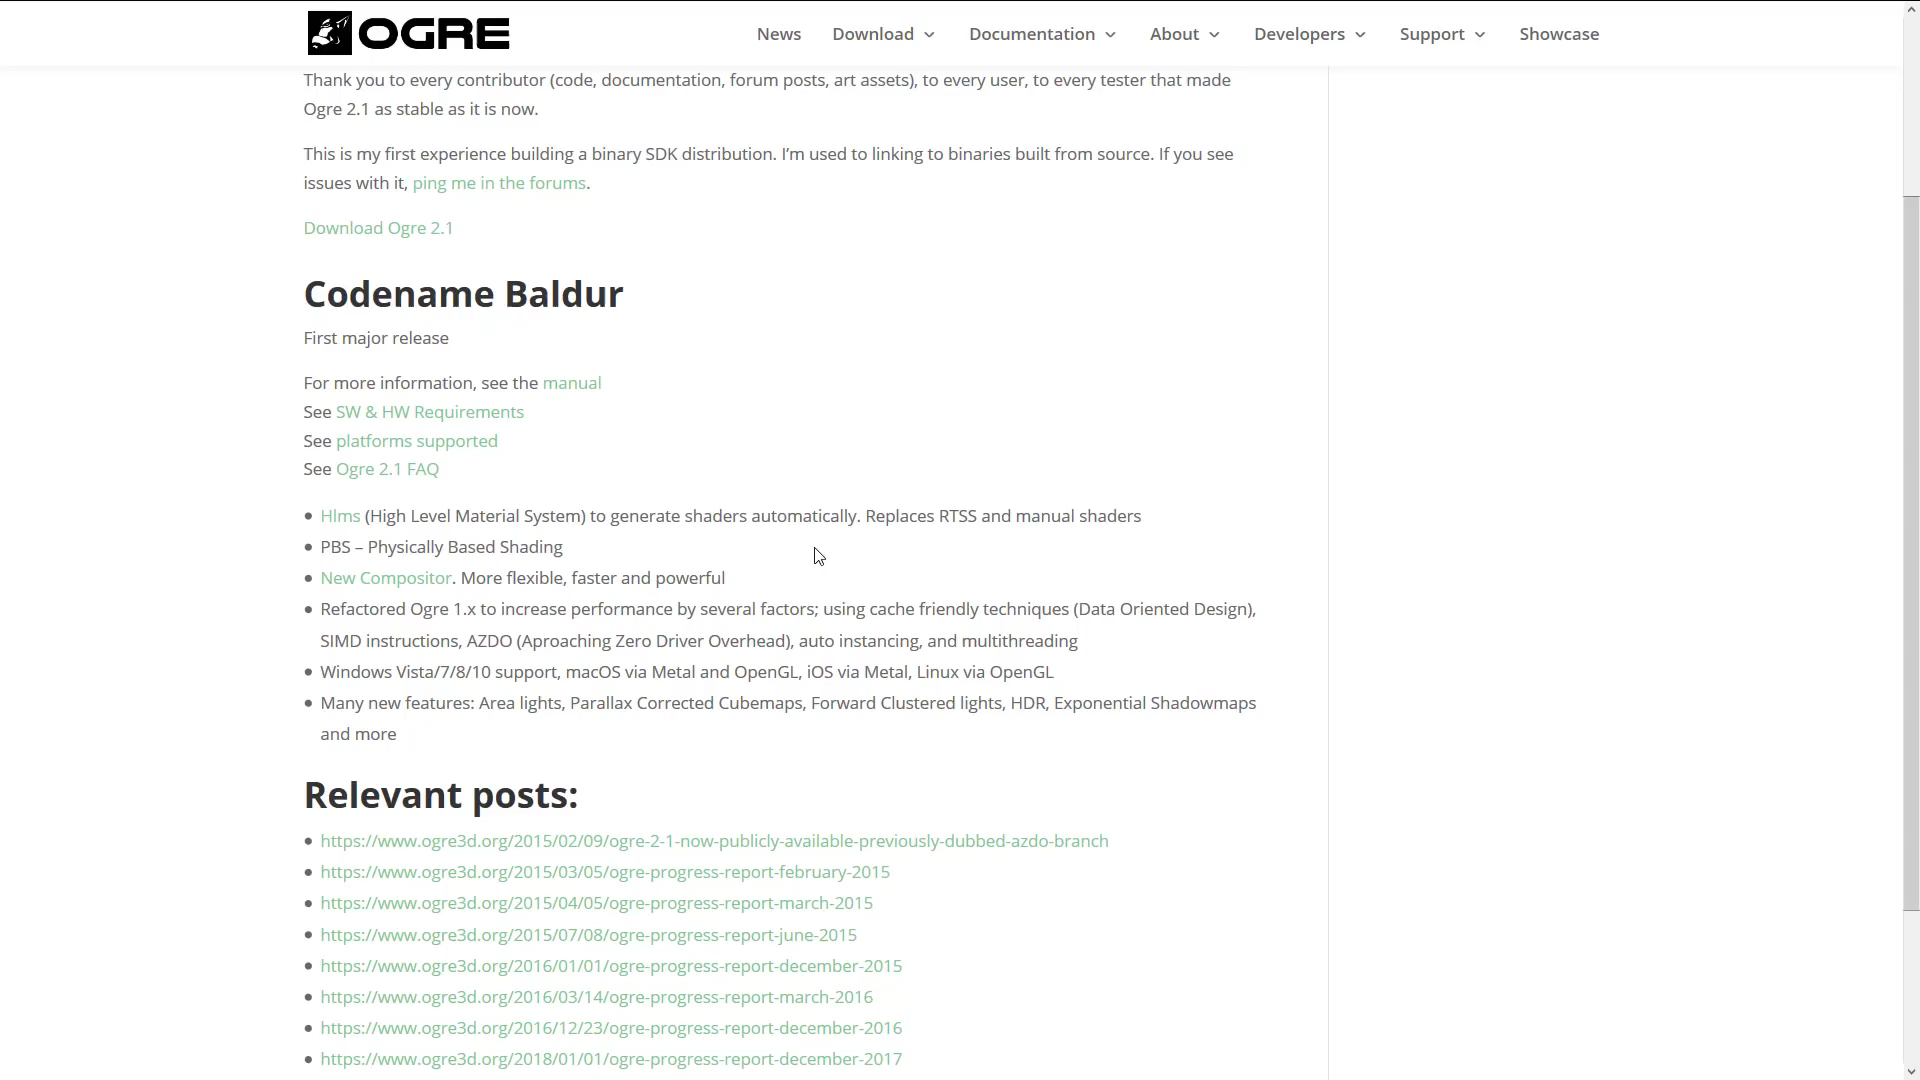 OGRE
News Download Documentation About Developers Support Showcase
Thank you to every contributor (code, documentation, forum posts, art assets), to every user, to every tester that made
Ogre 2.1 as stable as it is now.
This is my first experience building a binary SDK distribution. I’m used to linking to binaries built from source. If you see
issues with it, ping me in the forums.
Download Ogre 2.1
Codename Baldur
First major release
For more information, see the manual
See SW & HW Requirements
See platforms supported
See Ogre 2.1 FAQ
• Hlms (High Level Material System) to generate shaders automatically. Replaces RTSS and manual shaders
• PBS – Physically Based Shading
• New Compositor. More flexible, faster and powerful
• Refactored Ogre 1.x to increase performance by several factors; using cache friendly techniques (Data Oriented Design),
SIMD instructions, AZDO (Aproaching Zero Driver Overhead), auto instancing, and multithreading
• Windows Vista/7/8/10 support, macOS via Metal and OpenGL, iOS via Metal, Linux via OpenGL
• Many new features: Area lights, Parallax Corrected Cubemaps, Forward Clustered lights, HDR, Exponential Shadowmaps
and more
Relevant posts:
• https://www.ogre3d.org/2015/02/09/ogre-2-1-now-publicly-available-previously-dubbed-azdo-branch
• https://www.ogre3d.org/2015/03/05/ogre-progress-report-february-2015
• https://www.ogre3d.org/2015/04/05/ogre-progress-report-march-2015
• https://www.ogre3d.org/2015/07/08/ogre-progress-report-june-2015
• https://www.ogre3d.org/2016/01/01/ogre-progress-report-december-2015
• https://www.ogre3d.org/2016/03/14/ogre-progress-report-march-2016
• https://www.ogre3d.org/2016/12/23/ogre-progress-report-december-2016
• https://www.ogre3d.org/2018/01/01/ogre-progress-report-december-2017